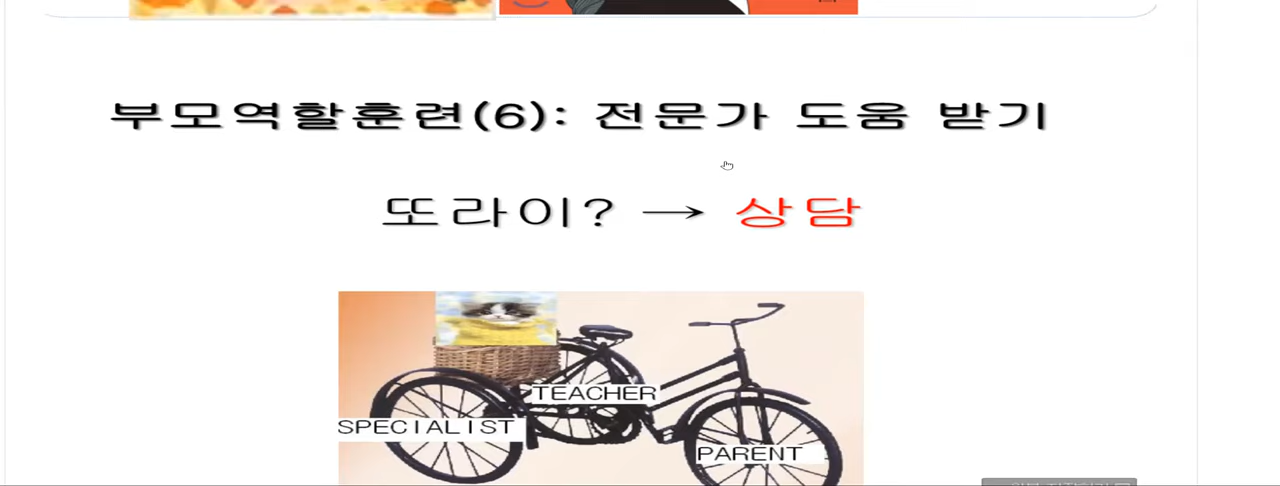 부모역할훈련(6): 전문가 도움 받기
또라이? → 상담
TEACHER
SPECIALIST
PARENT